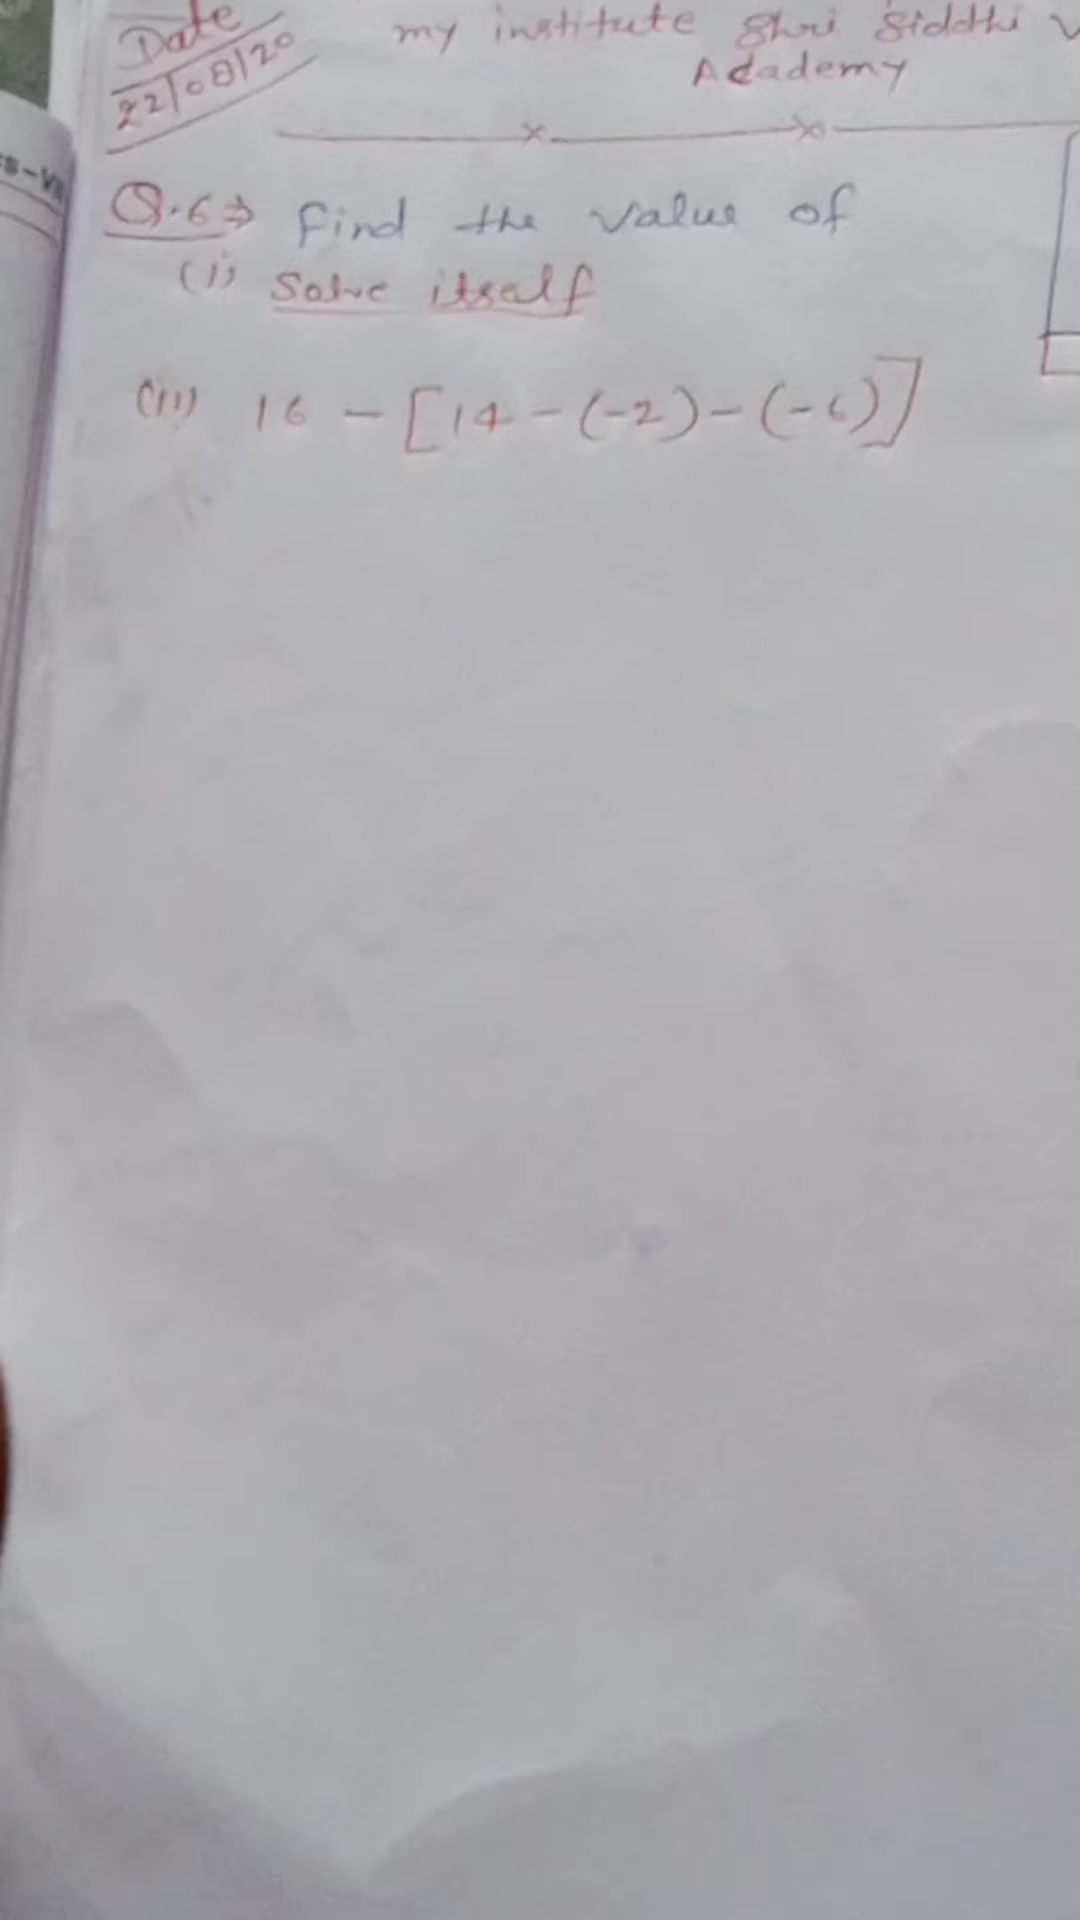 Date
22/08/20
my institute Shri Siddhi
Adademy
Q.6⇒ find the value of
(i) Solve itself
(ii) 16 - [14 - (-2) - (-6)]